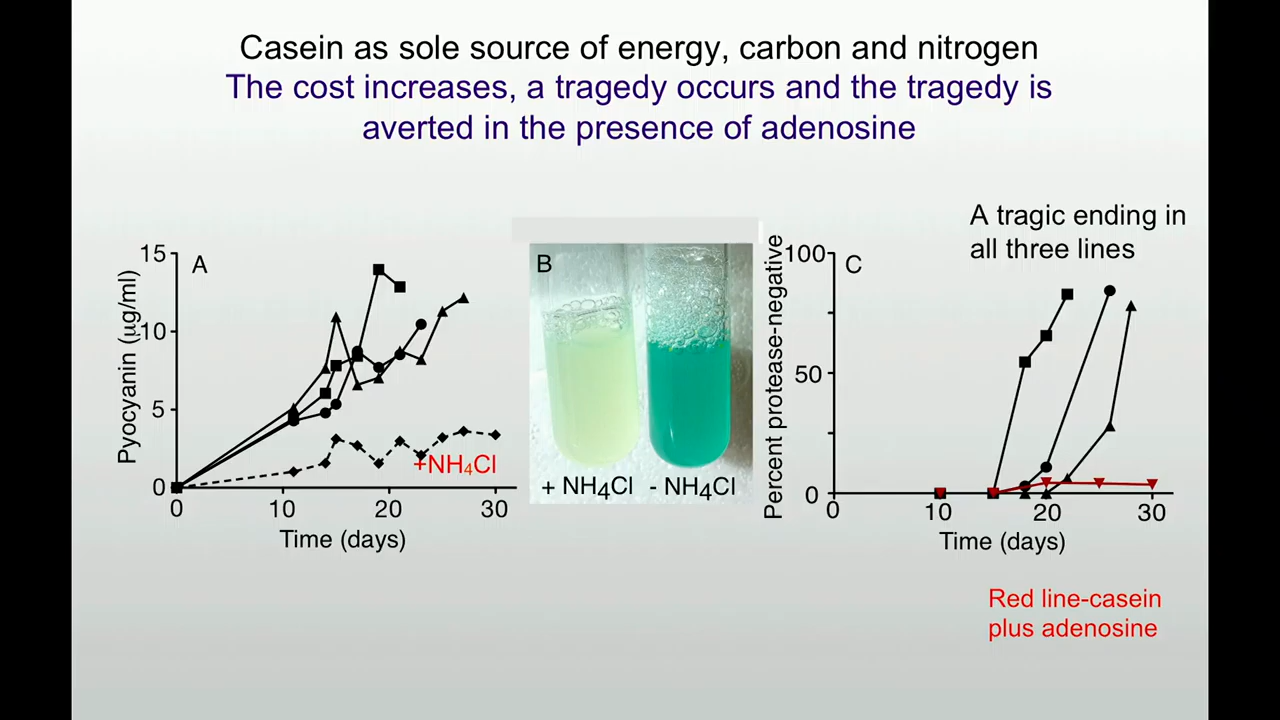 Casein as sole source of energy, carbon and nitrogen
The cost increases, a tragedy occurs and the tragedy is
averted in the presence of adenosine
A
Pyocyanin (µg/ml)
15
10
5
0
0
10
20
30
+NH₄Cl
Time (days)
B
+ NH₄Cl
- NH₄Cl
A tragic ending in
all three lines
C
Percent protease-negative
100
50
0
0
10
20
30
Time (days)
Red line-casein
plus adenosine